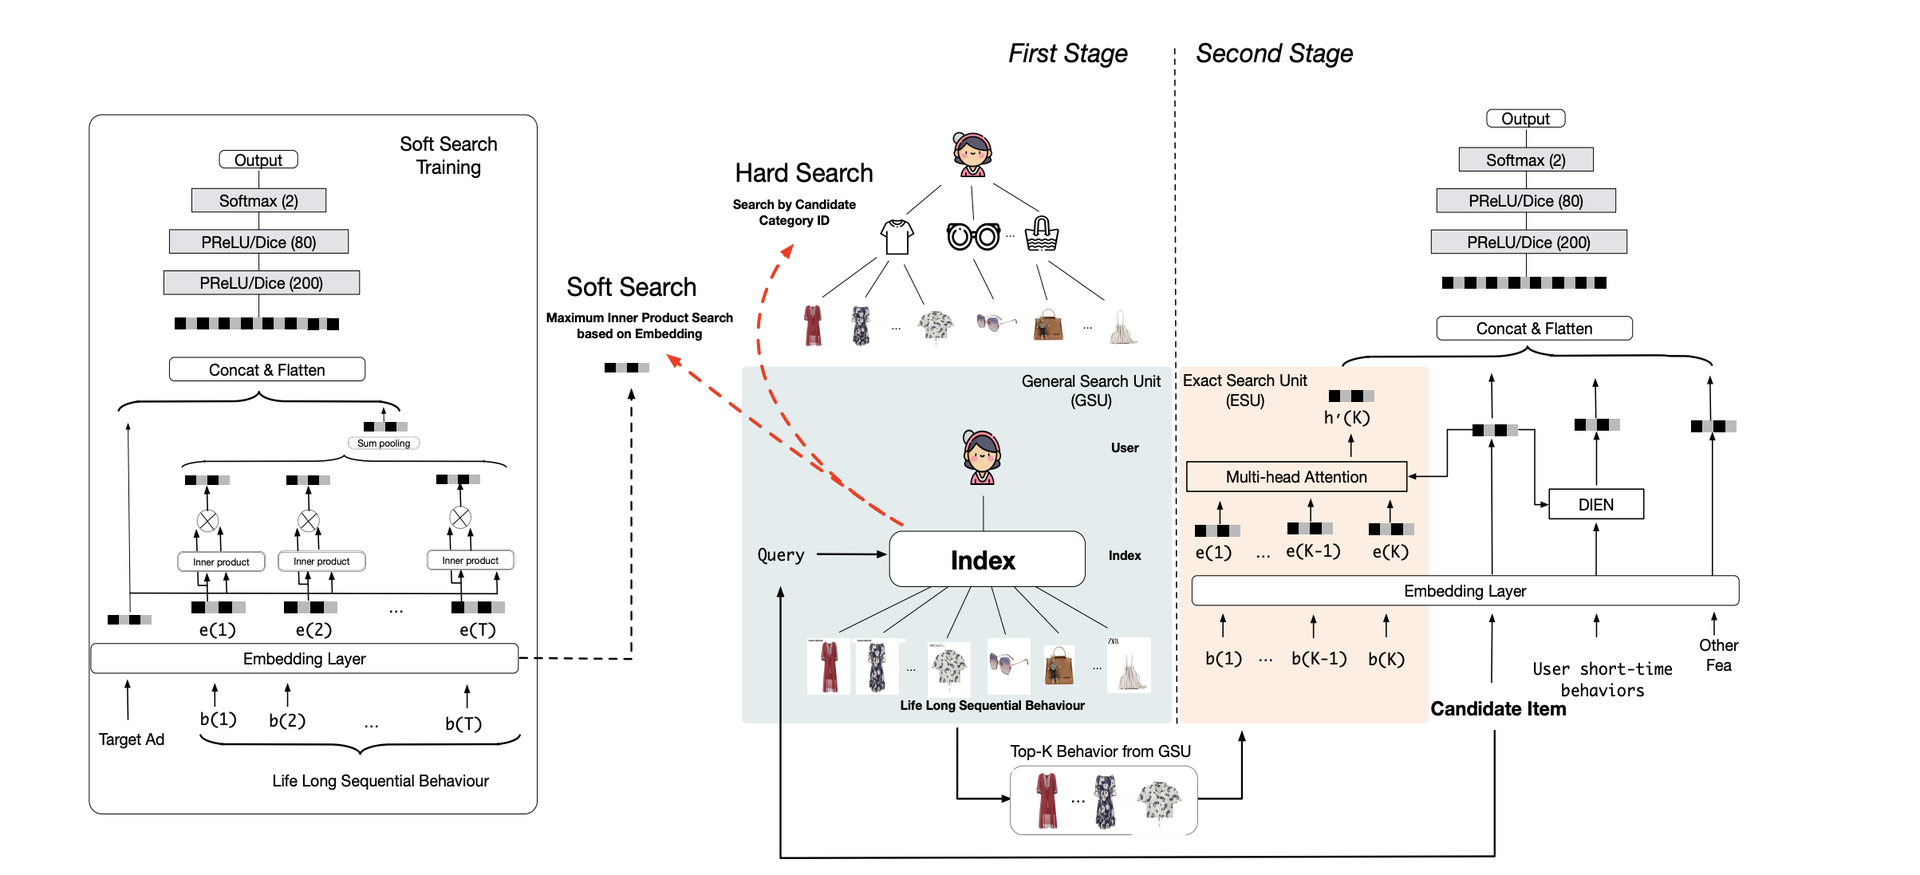 First Stage
Second Stage
Soft Search
Training
Output
Softmax (2)
PReLU/Dice (80)
PReLU/Dice (200)
Concat & Flatten
Sum pooling
Inner product
Inner product
Inner product
e(1)
e(2)
...
e(T)
Embedding Layer
Target Ad
b(1)
b(2)
...
b(T)
Life Long Sequential Behaviour
Hard Search
Search by Candidate
Category ID
Soft Search
Maximum Inner Product Search
based on Embedding
...
...
...
General Search Unit
(GSU)
User
Query
Index
Index
...
...
Life Long Sequential Behaviour
Top-K Behavior from GSU
...
Output
Softmax (2)
PReLU/Dice (80)
PReLU/Dice (200)
Concat & Flatten
Exact Search Unit
(ESU)
h’(K)
Multi-head Attention
DIEN
e(1)
...
e(K-1)
e(K)
Embedding Layer
b(1)
...
b(K-1)
b(K)
Candidate Item
User short-time
behaviors
Other
Fea